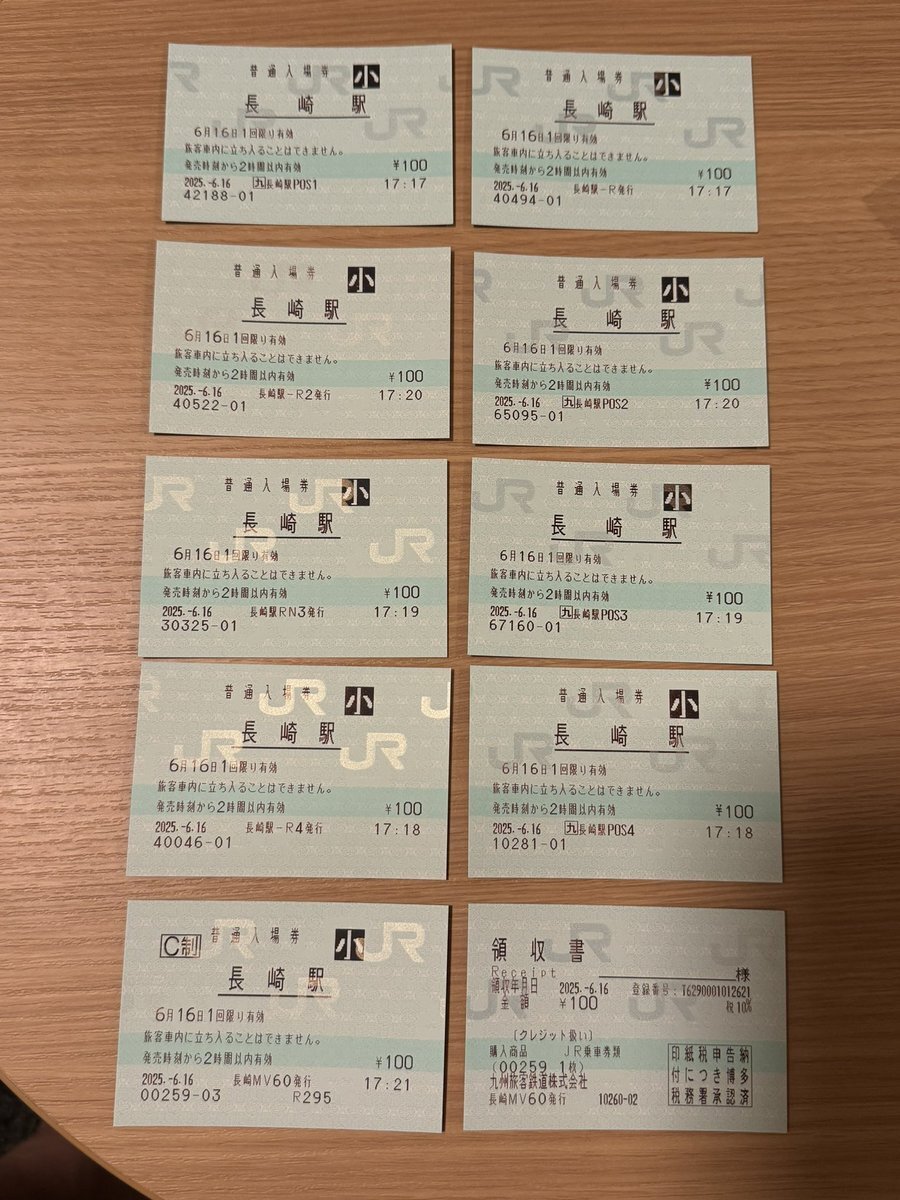 普通入場券 小
長崎駅
6月16日1回限り有効
旅客車内に立ち入ることはできません。
発売時刻から2時間以内有効 ¥100
2025.-6.16 九長崎駅POS1 17:17
42188-01
普通入場券 小
長崎駅
6月16日1回限り有効
旅客車内に立ち入ることはできません。
発売時刻から2時間以内有効 ¥100
2025.-6.16 長崎駅-R発行 17:17
40494-01
普通入場券 小
長崎駅
6月16日1回限り有効
旅客車内に立ち入ることはできません。
発売時刻から2時間以内有効 ¥100
2025.-6.16 長崎駅-R2発行 17:20
40522-01
普通入場券 小
長崎駅
6月16日1回限り有効
旅客車内に立ち入ることはできません。
発売時刻から2時間以内有効 ¥100
2025.-6.16 九長崎駅POS2 17:20
65095-01
普通入場券 小
長崎駅
6月16日1回限り有効
旅客車内に立ち入ることはできません。
発売時刻から2時間以内有効 ¥100
2025.-6.16 長崎駅RN3発行 17:19
30325-01
普通入場券 小
長崎駅
6月16日1回限り有効
旅客車内に立ち入ることはできません。
発売時刻から2時間以内有効 ¥100
2025.-6.16 九長崎駅POS3 17:19
67160-01
普通入場券 小
長崎駅
6月16日1回限り有効
旅客車内に立ち入ることはできません。
発売時刻から2時間以内有効 ¥100
2025.-6.16 長崎駅-R4発行 17:18
40046-01
普通入場券 小
長崎駅
6月16日1回限り有効
旅客車内に立ち入ることはできません。
発売時刻から2時間以内有効 ¥100
2025.-6.16 九長崎駅POS4 17:18
10281-01
C制 普通入場券 小
長崎駅
6月16日1回限り有効
旅客車内に立ち入ることはできません。
発売時刻から2時間以内有効 ¥100
2025.-6.16 長崎MV60発行 17:21
00259-03 R295
領収書
Receipt 様
領収年月日 2025.-6.16 登録番号:T6290001012621
金額 ¥100 税10%
(クレジット扱い)
購入商品 JR乗車券類
(00259 1枚)
九州旅客鉄道株式会社
長崎MV60発行 10260-02
印紙税申告納
付につき博多
税務署承認済